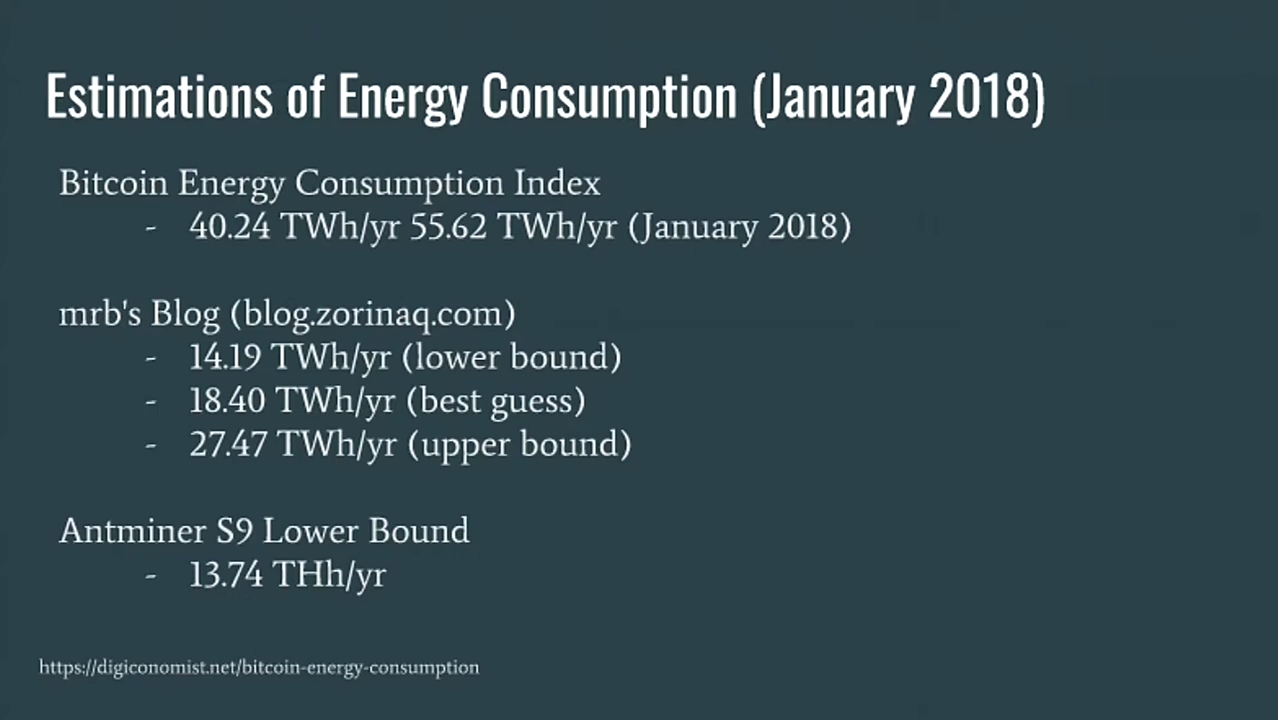 Estimations of Energy Consumption (January 2018)
Bitcoin Energy Consumption Index
- 40.24 TWh/yr 55.62 TWh/yr (January 2018)
mrb's Blog (blog.zorinaq.com)
- 14.19 TWh/yr (lower bound)
- 18.40 TWh/yr (best guess)
- 27.47 TWh/yr (upper bound)
Antminer S9 Lower Bound
- 13.74 THh/yr
https://digiconomist.net/bitcoin-energy-consumption